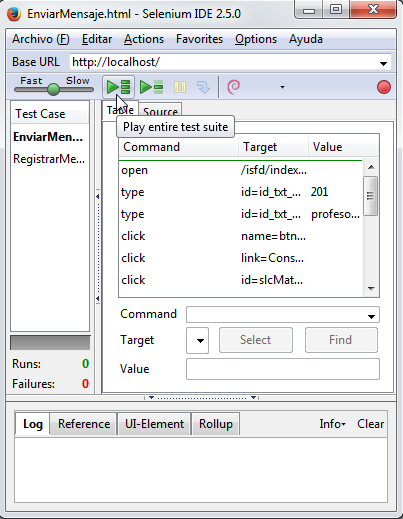 EnviarMensaje.html - Selenium IDE 2.5.0
Archivo (F) Editar Actions Favoritos Options Ayuda
Base URL http://localhost/
Fast Slow
Test Case
EnviarMen...
RegistrarMe...
Table Source
Play entire test suite
Command Target Value
open /isfd/index...
type id=id_txt_... 201
type id=id_txt_... profeso...
click name=btn...
click link=Cons...
click id=slcMat...
Command
Target Select Find
Value
Runs: 0
Failures: 0
Log Reference UI-Element Rollup Info Clear